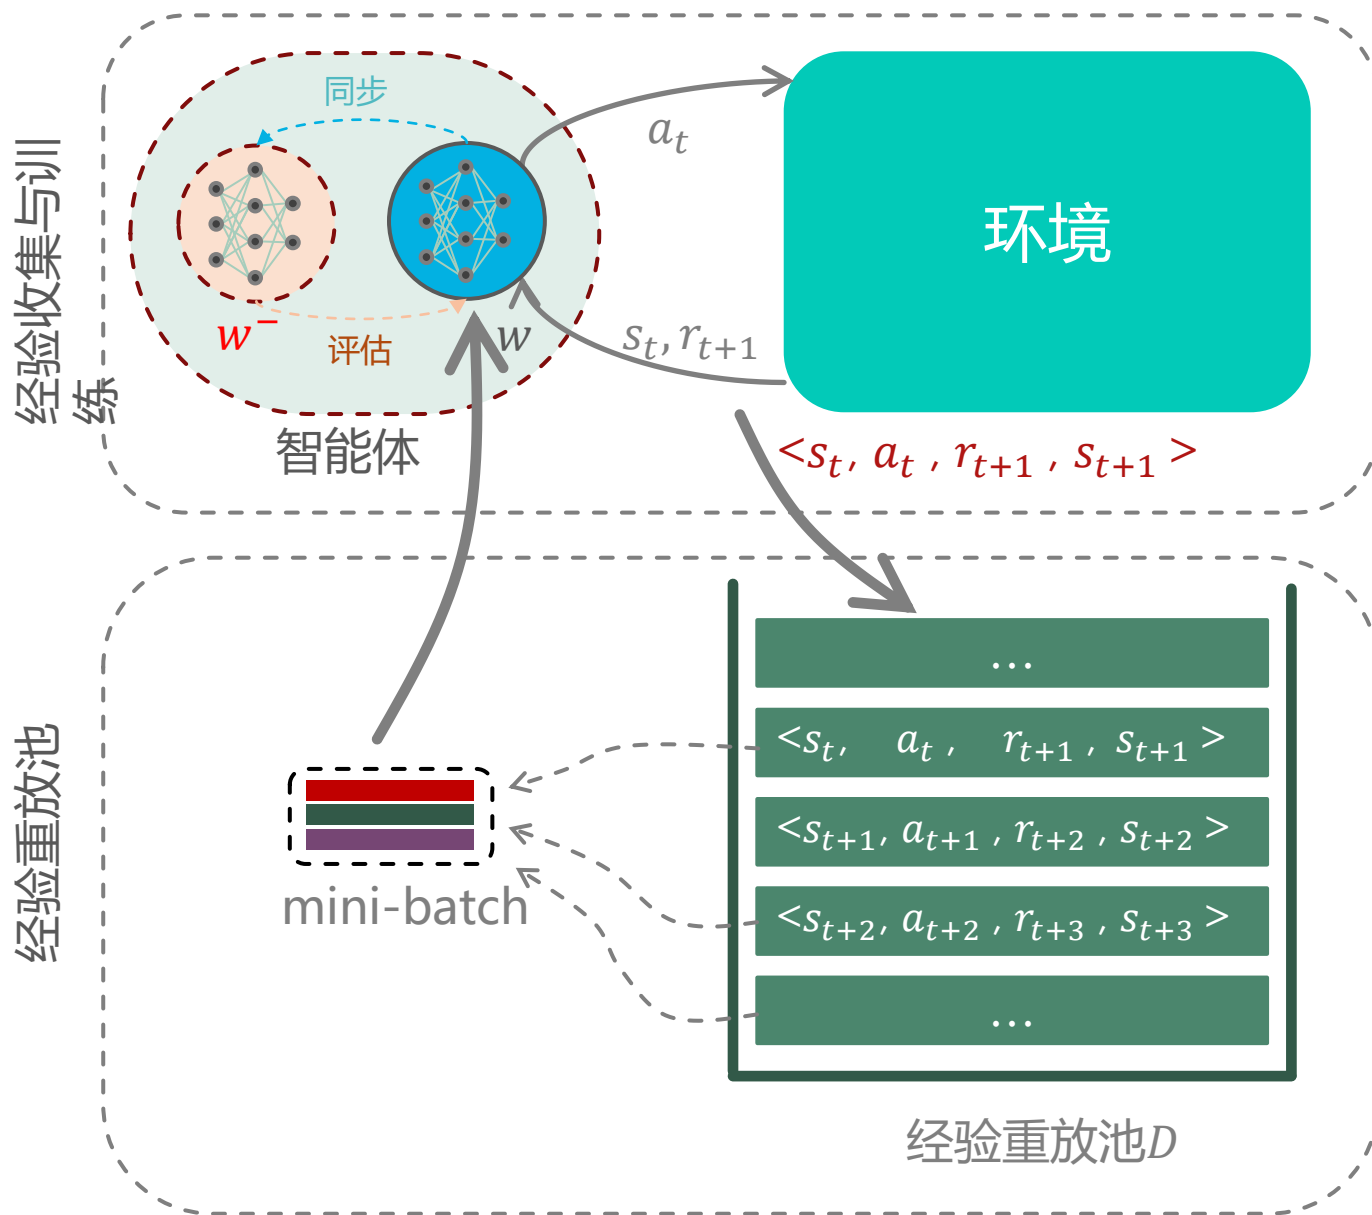 经验收集与训
练
同步
a_t
环境
w⁻
评估
w
s_t, r_{t+1}
智能体
<s_t, a_t, r_{t+1}, s_{t+1}>
经验重放池
...
<s_t, a_t, r_{t+1}, s_{t+1}>
<s_{t+1}, a_{t+1}, r_{t+2}, s_{t+2}>
<s_{t+2}, a_{t+2}, r_{t+3}, s_{t+3}>
...
mini-batch
经验重放池D